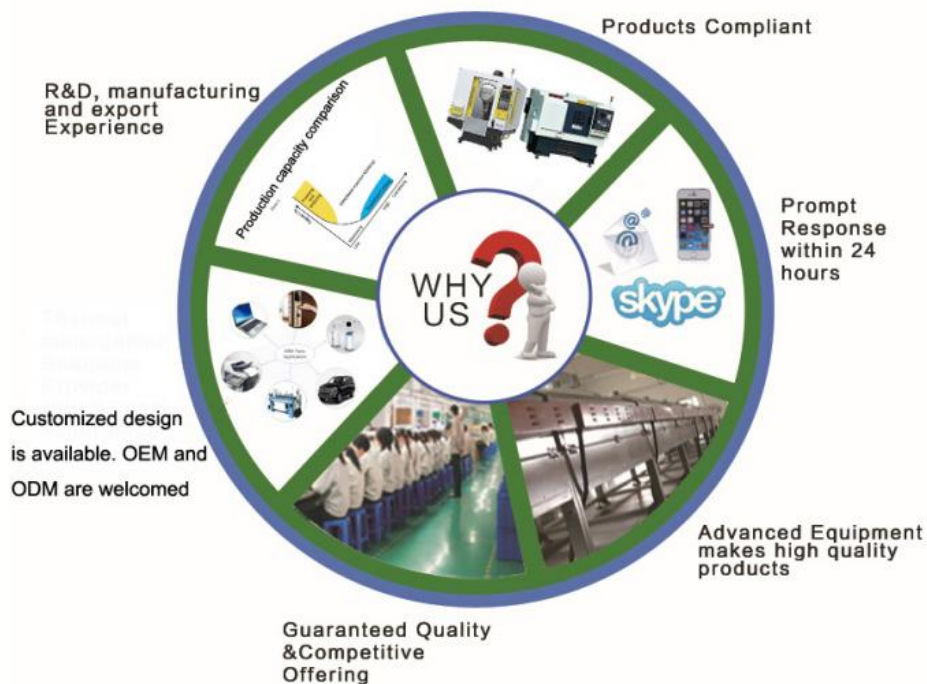 Products Compliant
R&D, manufacturing
and export
Experience
Production capacity comparison
Prompt
Response
within 24
hours
@
@
skype
TM
WHY
US
?
Customized design
is available. OEM and
ODM are welcomed
Advanced Equipment
makes high quality
products
Guaranteed Quality
&Competitive
Offering